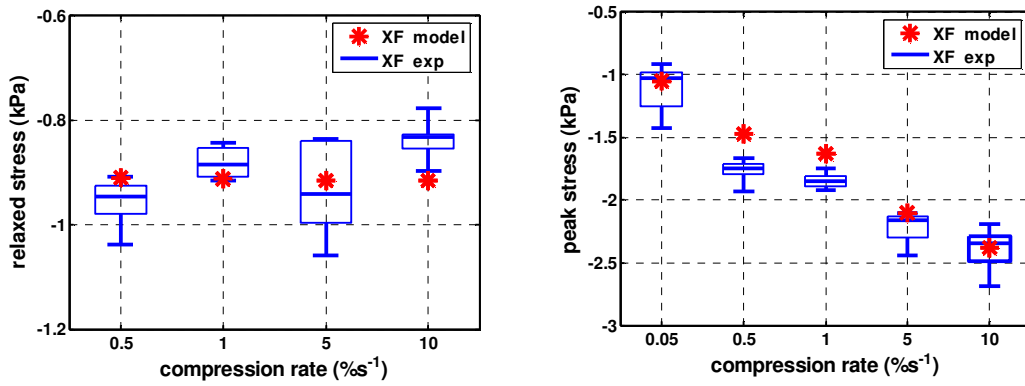 -0.6
-0.8
-1
-1.2
relaxed stress (kPa)
XF model
XF exp
0.5 1 5 10
compression rate (%s⁻¹)
-0.5
-1
-1.5
-2
-2.5
-3
peak stress (kPa)
XF model
XF exp
0.05 0.5 1 5 10
compression rate (%s⁻¹)